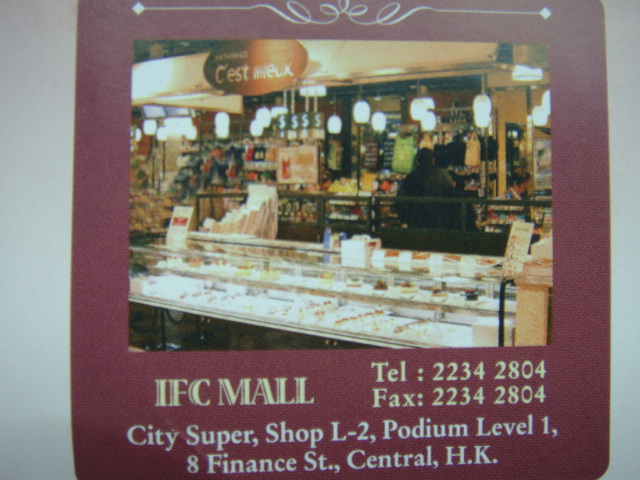 C'est mieux
$ $ $ $
IFC MALL
Tel : 2234 2804
Fax: 2234 2804
City Super, Shop L-2, Podium Level 1,
8 Finance St., Central, H.K.